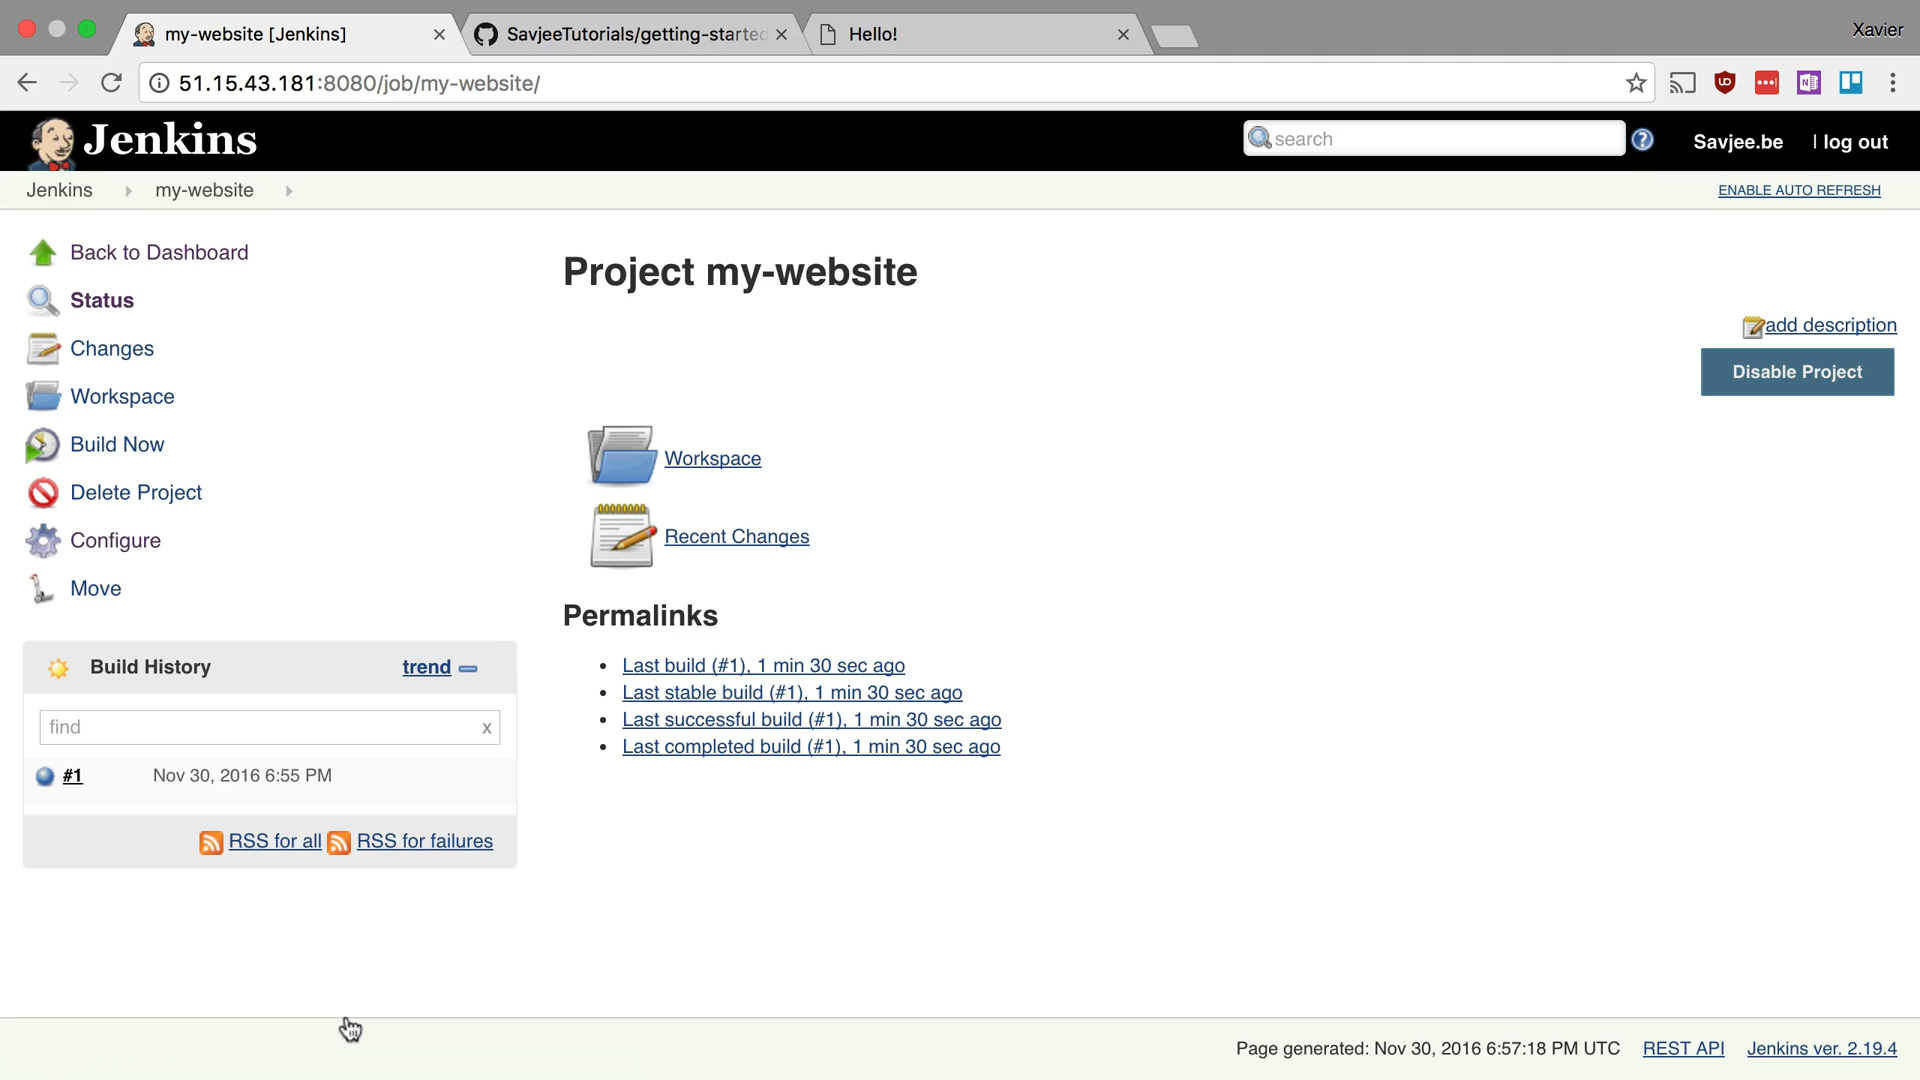 my-website [Jenkins]
SavjeeTutorials/getting-started
Hello!
Xavier
51.15.43.181:8080/job/my-website/
Jenkins
search
Savjee.be
| log out
Jenkins
my-website
ENABLE AUTO REFRESH
Back to Dashboard
Status
Changes
Workspace
Build Now
Delete Project
Configure
Move
Build History
trend
find
x
#1
Nov 30, 2016 6:55 PM
RSS for all
RSS for failures
Project my-website
add description
Disable Project
Workspace
Recent Changes
Permalinks
Last build (#1), 1 min 30 sec ago
Last stable build (#1), 1 min 30 sec ago
Last successful build (#1), 1 min 30 sec ago
Last completed build (#1), 1 min 30 sec ago
Page generated: Nov 30, 2016 6:57:18 PM UTC
REST API
Jenkins ver. 2.19.4